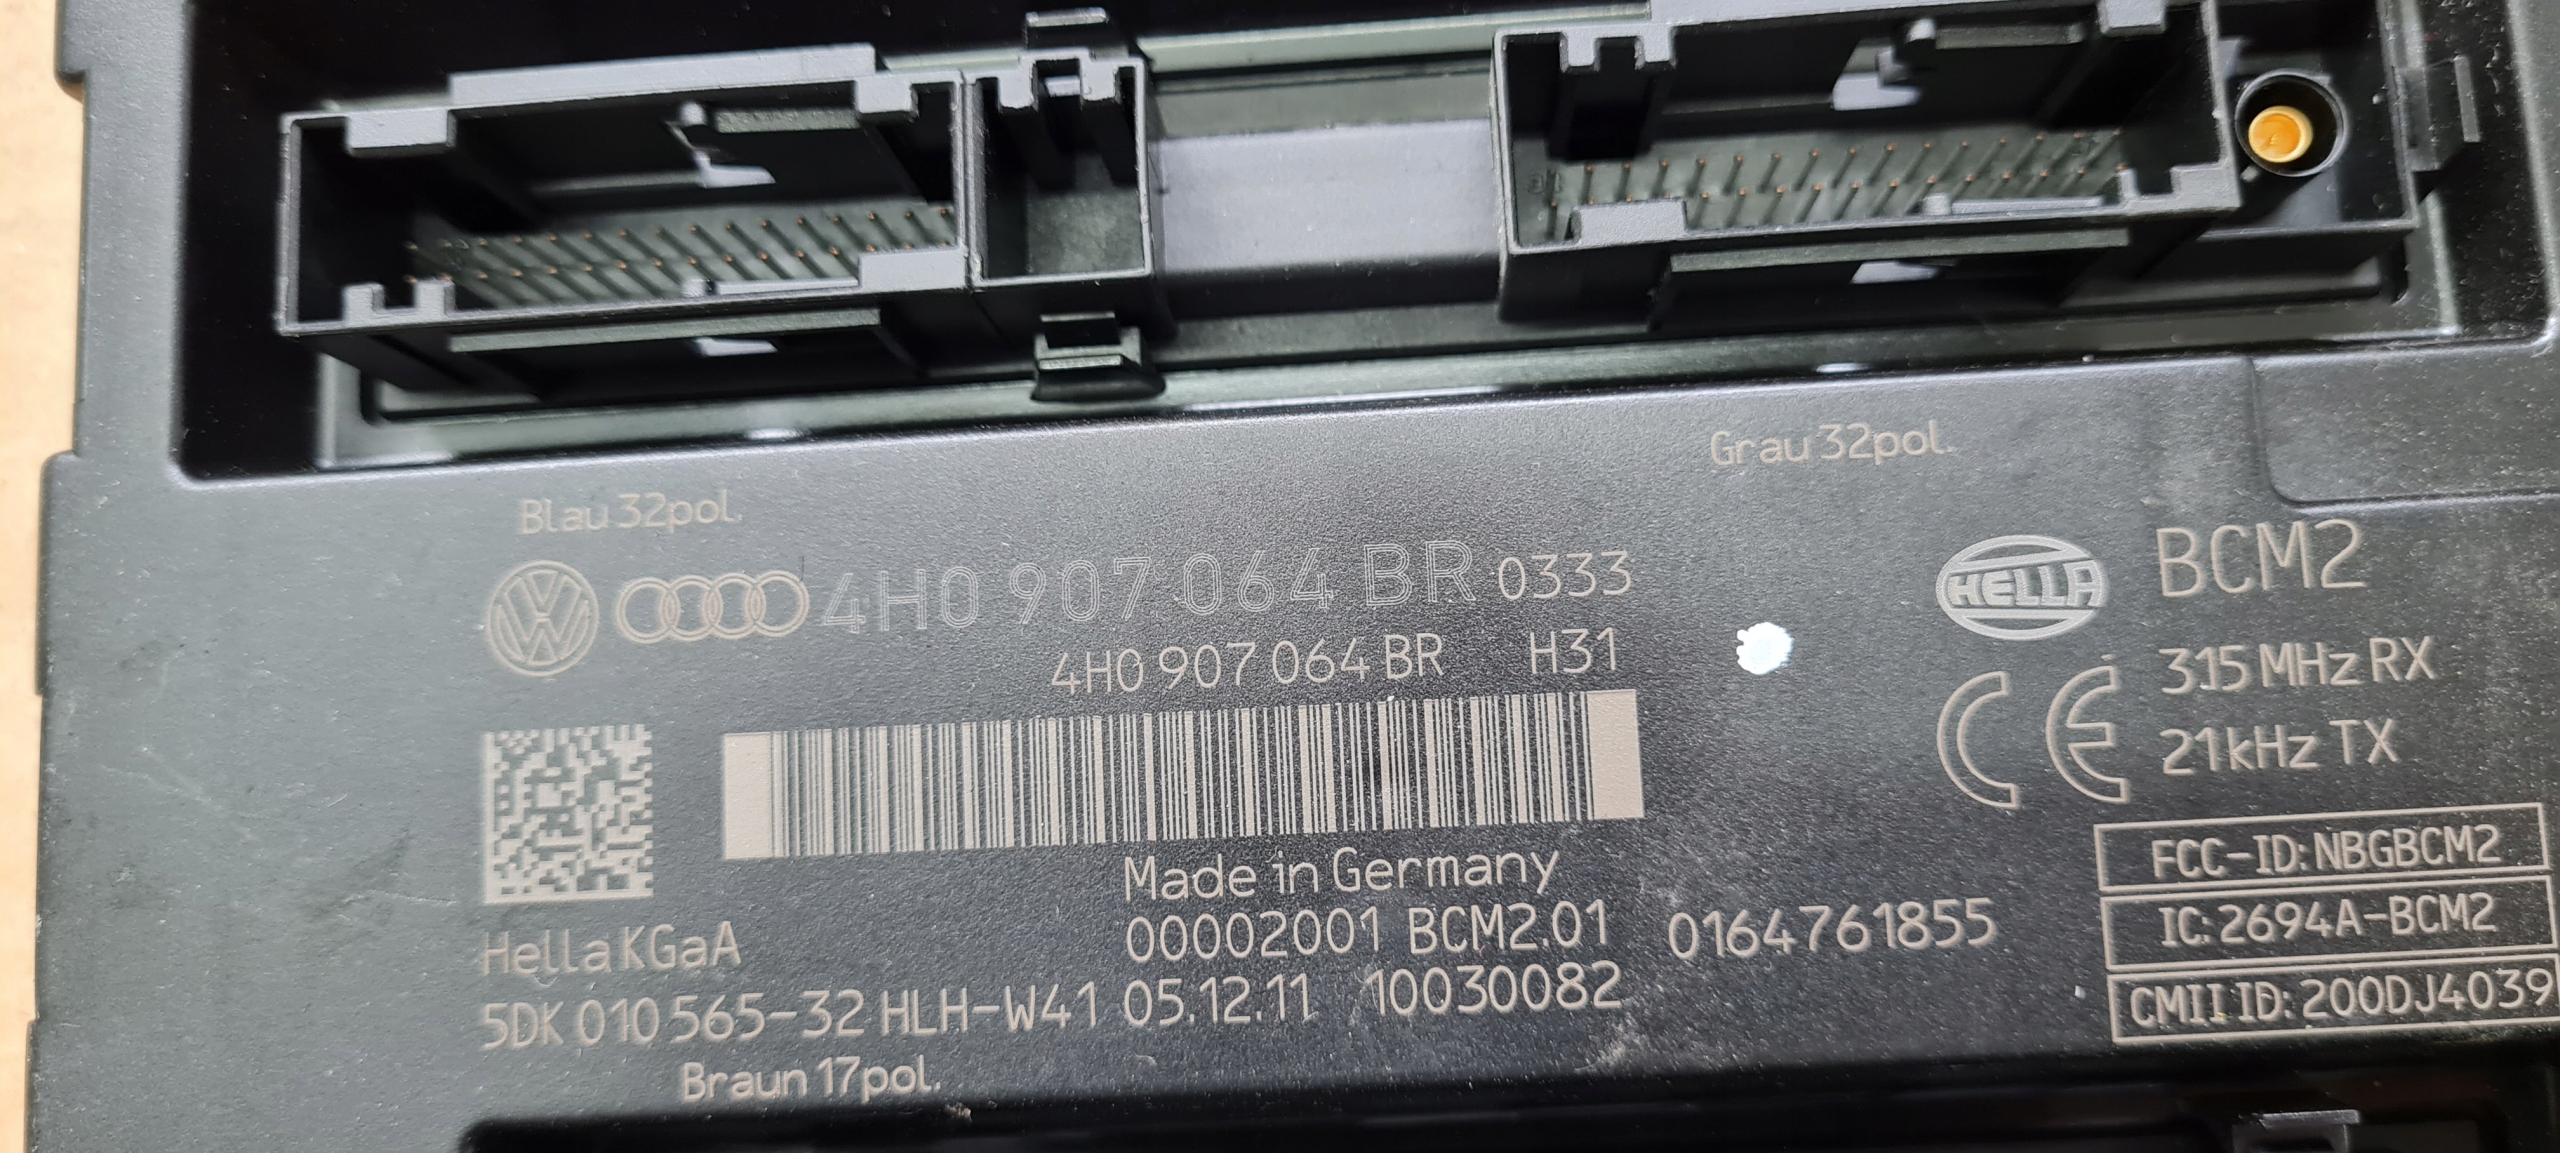 Grau 32pol.
Blau 32pol.
4H0 907 064 BR 0333
HELLA
BCM2
4H0 907 064 BR H31
315 MHz RX
CE
21kHz TX
Made in Germany
FCC-ID: NBGBCM2
Hella KGaA
00002001 BCM2.01
0164761855
IC: 2694A-BCM2
5DK 010 565-32 HLH-W41 05.12.11 10030082
CMII ID: 200DJ4039
Braun 17pol.